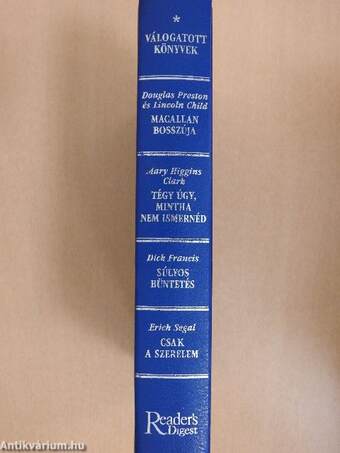 *
VÁLOGATOTT
KÖNYVEK
Douglas Preston
és Lincoln Child
MACALLAN
BOSSZÚJA
Mary Higgins
Clark
TÉGY ÚGY,
MINTHA
NEM ISMERNÉD
Dick Francis
SÚLYOS
BÜNTETÉS
Erich Segal
CSAK
A SZERELEM
Reader's
Digest
Antikvárium.hu